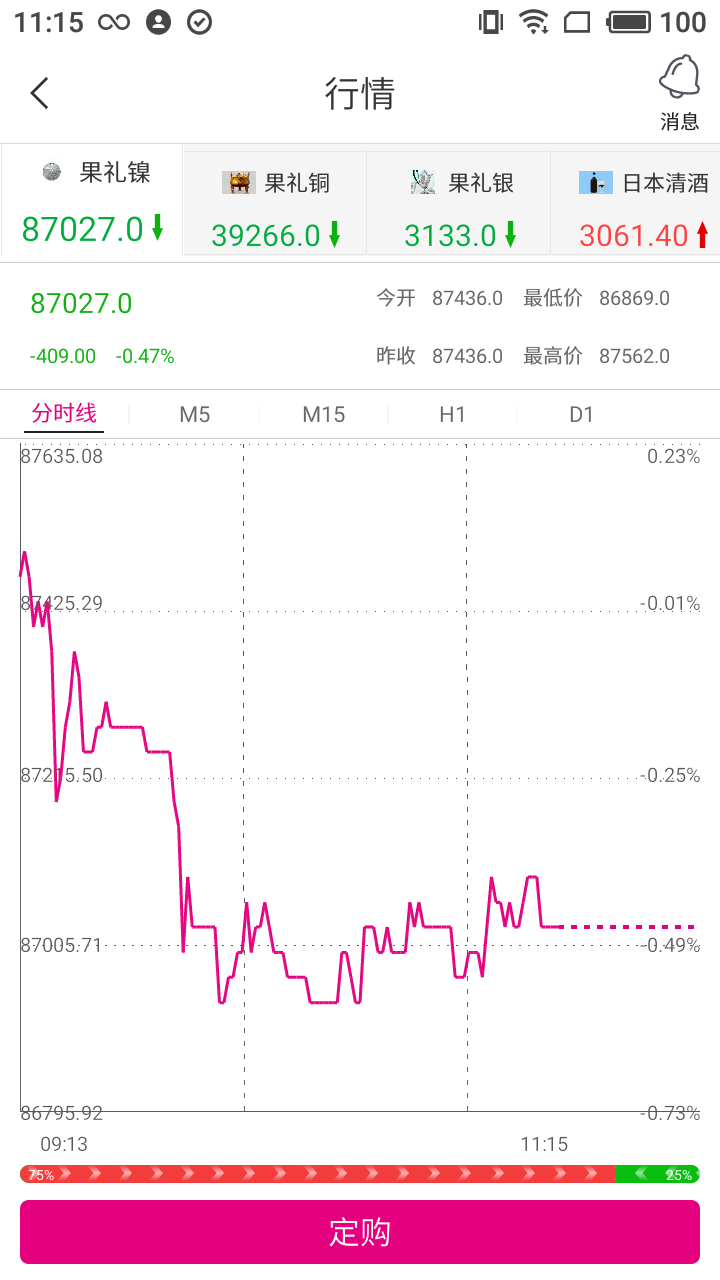 11:15 100
行情
消息
果礼镍 果礼铜 果礼银 日本清酒
87027.0 39266.0 3133.0 3061.40
87027.0 今开 87436.0 最低价 86869.0
-409.00 -0.47% 昨收 87436.0 最高价 87562.0
分时线 M5 M15 H1 D1
87635.08 0.23%
87425.29 -0.01%
87215.50 -0.25%
87005.71 -0.49%
86795.92 -0.73%
09:13 11:15
75% 25%
定购